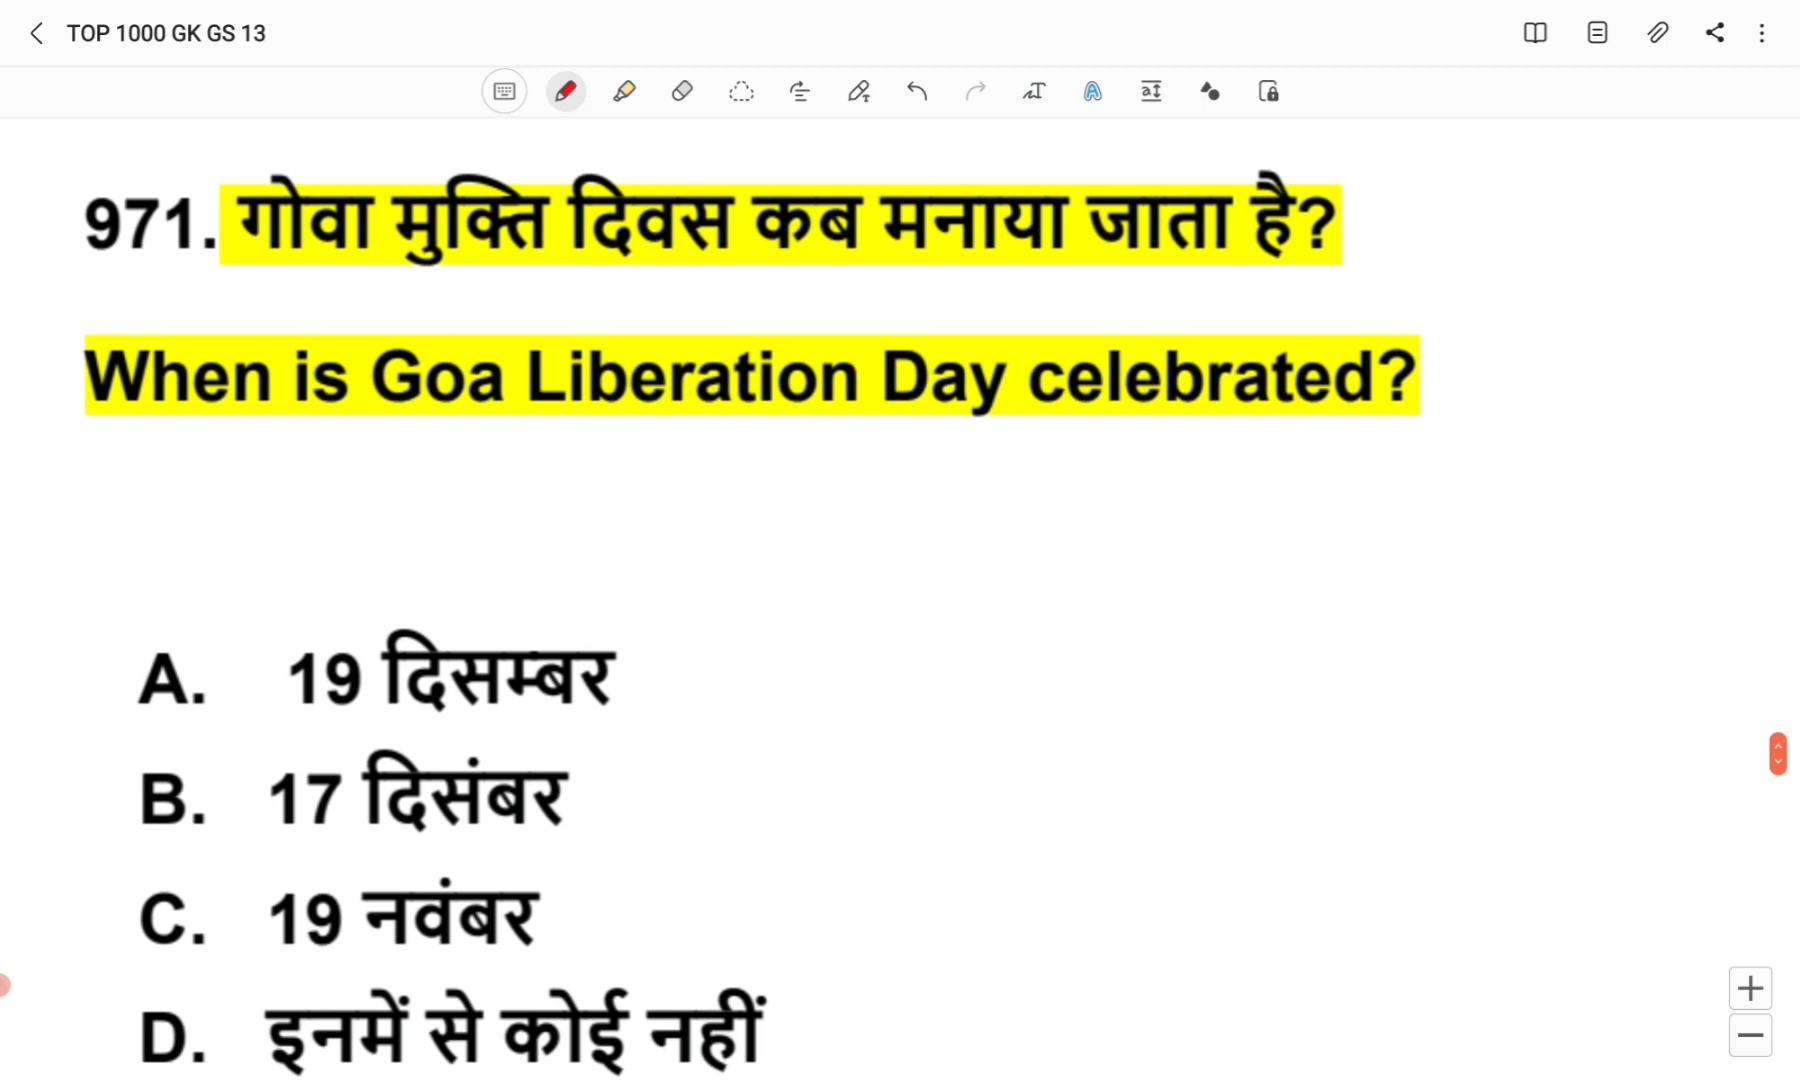 TOP 1000 GK GS 13
971. गोवा मुक्ति दिवस कब मनाया जाता है?
When is Goa Liberation Day celebrated?
A. 19 दिसम्बर
B. 17 दिसंबर
C. 19 नवंबर
D. इनमें से कोई नहीं